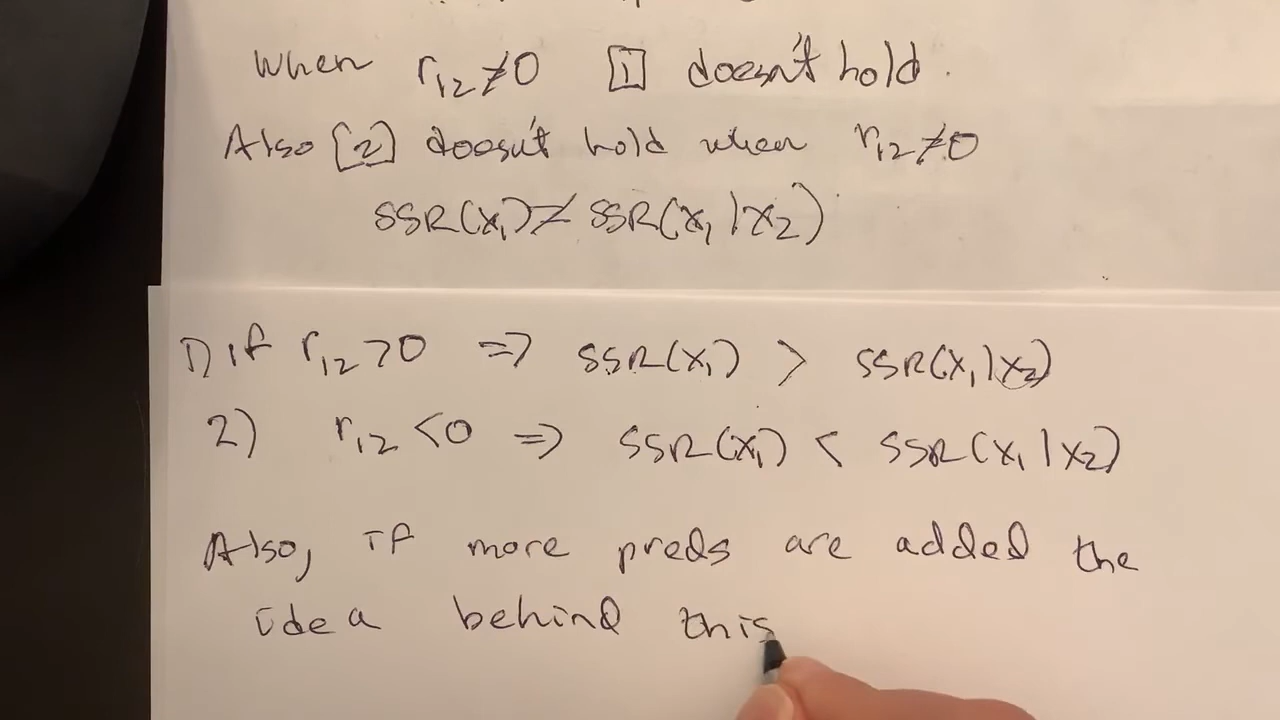 when r₁₂≠0 [1] doesn't hold.
Also [2] doesn't hold when r₁₂≠0
SSR(x₁)≠ SSR(x₁|x₂)
1) if r₁₂>0 => SSR(x₁) > SSR(x₁|x₂)
2) r₁₂<0 => SSR(x₁) < SSR(x₁|x₂)
Also, if more preds are added the
idea behind this